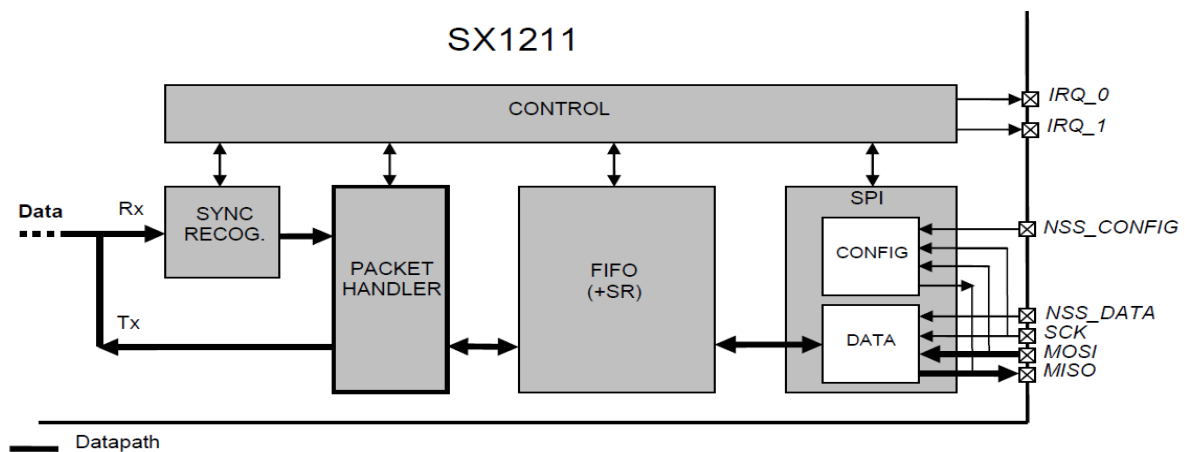 SX1211
CONTROL
IRQ_0
IRQ_1
Data
Rx
SYNC
RECOG.
PACKET
HANDLER
FIFO
(+SR)
SPI
CONFIG
NSS_CONFIG
Tx
DATA
NSS_DATA
SCK
MOSI
MISO
Datapath